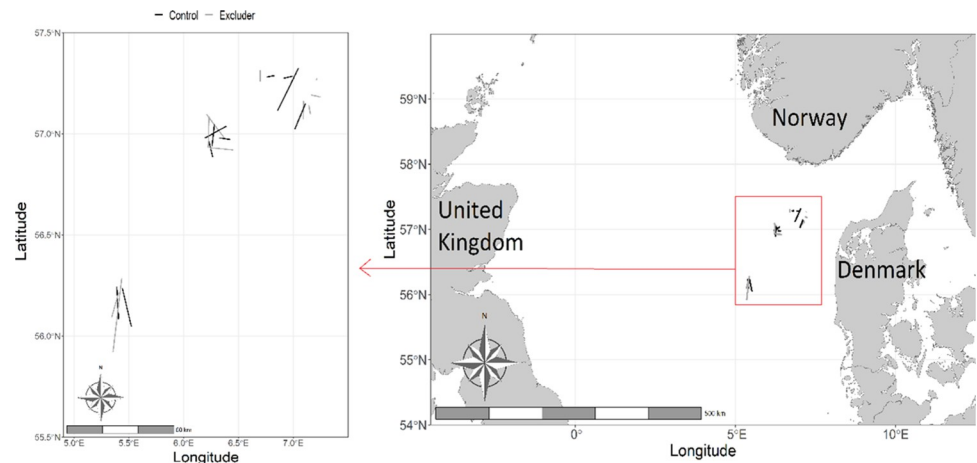 Control Excluder
57.5°N
57.0°N
56.5°N
56.0°N
55.5°N
Latitude
N
60 km
5.0°E 5.5°E 6.0°E 6.5°E 7.0°E
Longitude
59°N
58°N
57°N
56°N
55°N
54°N
Latitude
Norway
United
Kingdom
Denmark
N
500 km
0° 5°E 10°E
Longitude